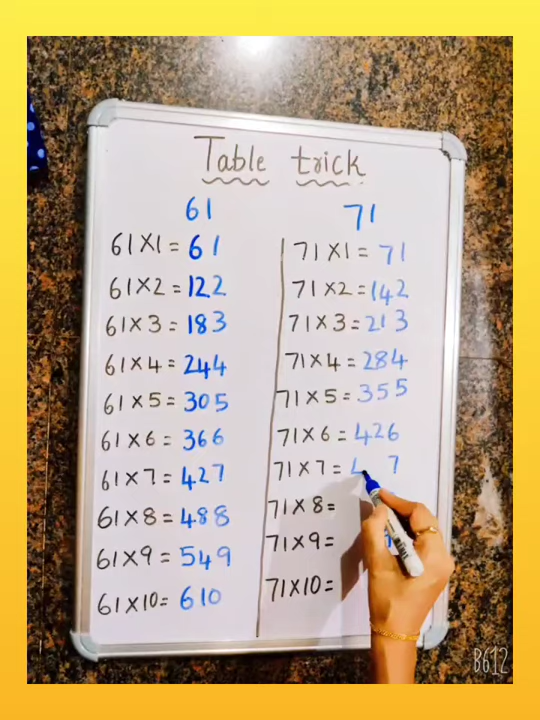 Table trick
61
61X1=61
61X2=122
61X3=183
61X4=244
61X5=305
61X6=366
61X7=427
61X8=488
61X9=549
61X10=610
71
71X1=71
71X2=142
71X3=213
71X4=284
71X5=355
71X6=426
71X7=4 7
71X8=
71X9=
71X10=
B612